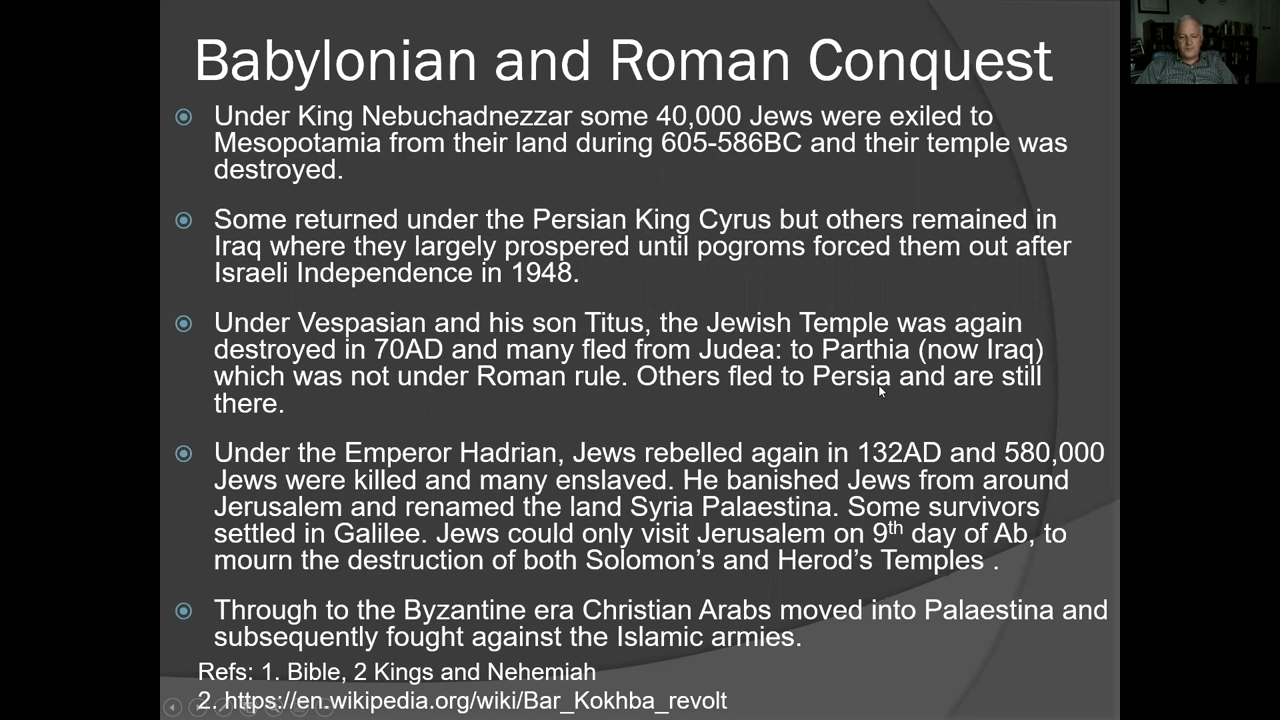 Babylonian and Roman Conquest
Under King Nebuchadnezzar some 40,000 Jews were exiled to
Mesopotamia from their land during 605-586BC and their temple was
destroyed.
Some returned under the Persian King Cyrus but others remained in
Iraq where they largely prospered until pogroms forced them out after
Israeli Independence in 1948.
Under Vespasian and his son Titus, the Jewish Temple was again
destroyed in 70AD and many fled from Judea: to Parthia (now Iraq)
which was not under Roman rule. Others fled to Persia and are still
there.
Under the Emperor Hadrian, Jews rebelled again in 132AD and 580,000
Jews were killed and many enslaved. He banished Jews from around
Jerusalem and renamed the land Syria Palaestina. Some survivors
settled in Galilee. Jews could only visit Jerusalem on 9th day of Ab, to
mourn the destruction of both Solomon’s and Herod’s Temples .
Through to the Byzantine era Christian Arabs moved into Palaestina and
subsequently fought against the Islamic armies.
Refs: 1. Bible, 2 Kings and Nehemiah
2. https://en.wikipedia.org/wiki/Bar_Kokhba_revolt